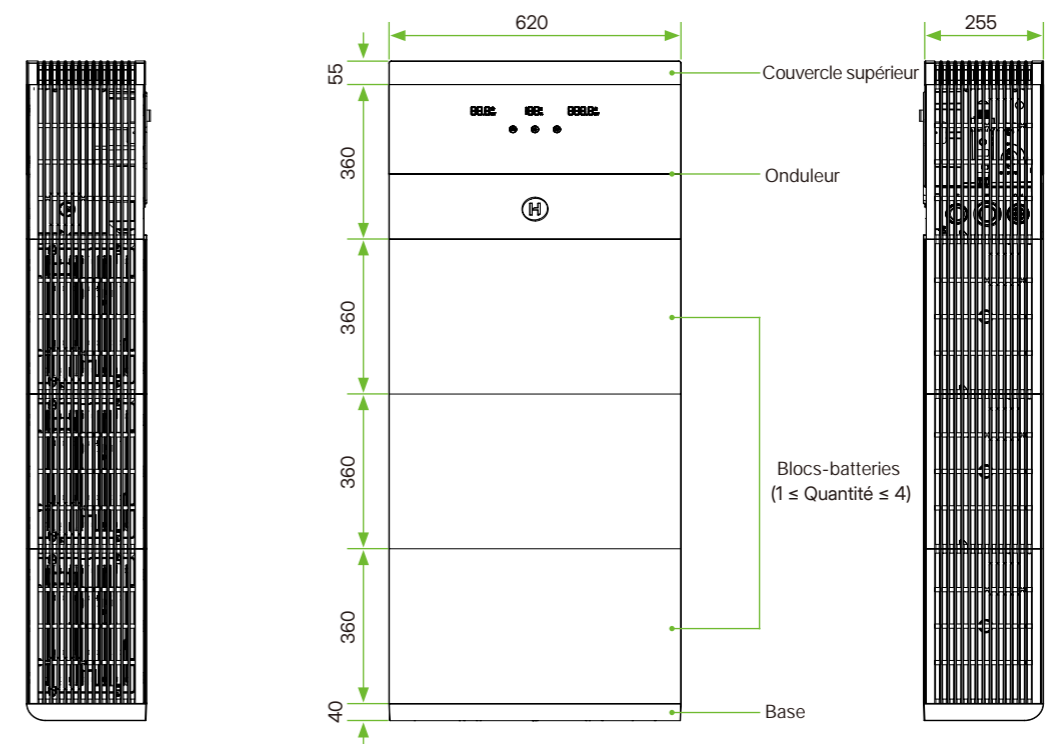 620
255
55
Couvercle supérieur
360
Onduleur
H
360
360
Blocs-batteries
(1 ≤ Quantité ≤ 4)
360
40
Base